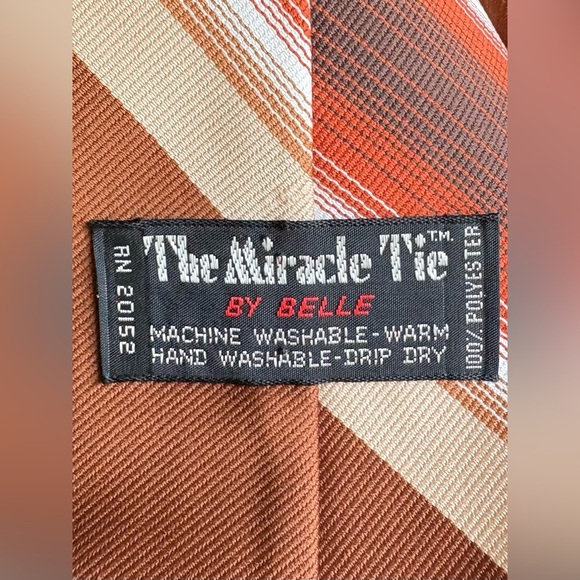 RN 20152
The Miracle Tie™
BY BELLE
MACHINE WASHABLE-WARM
HAND WASHABLE-DRIP DRY
100% POLYESTER